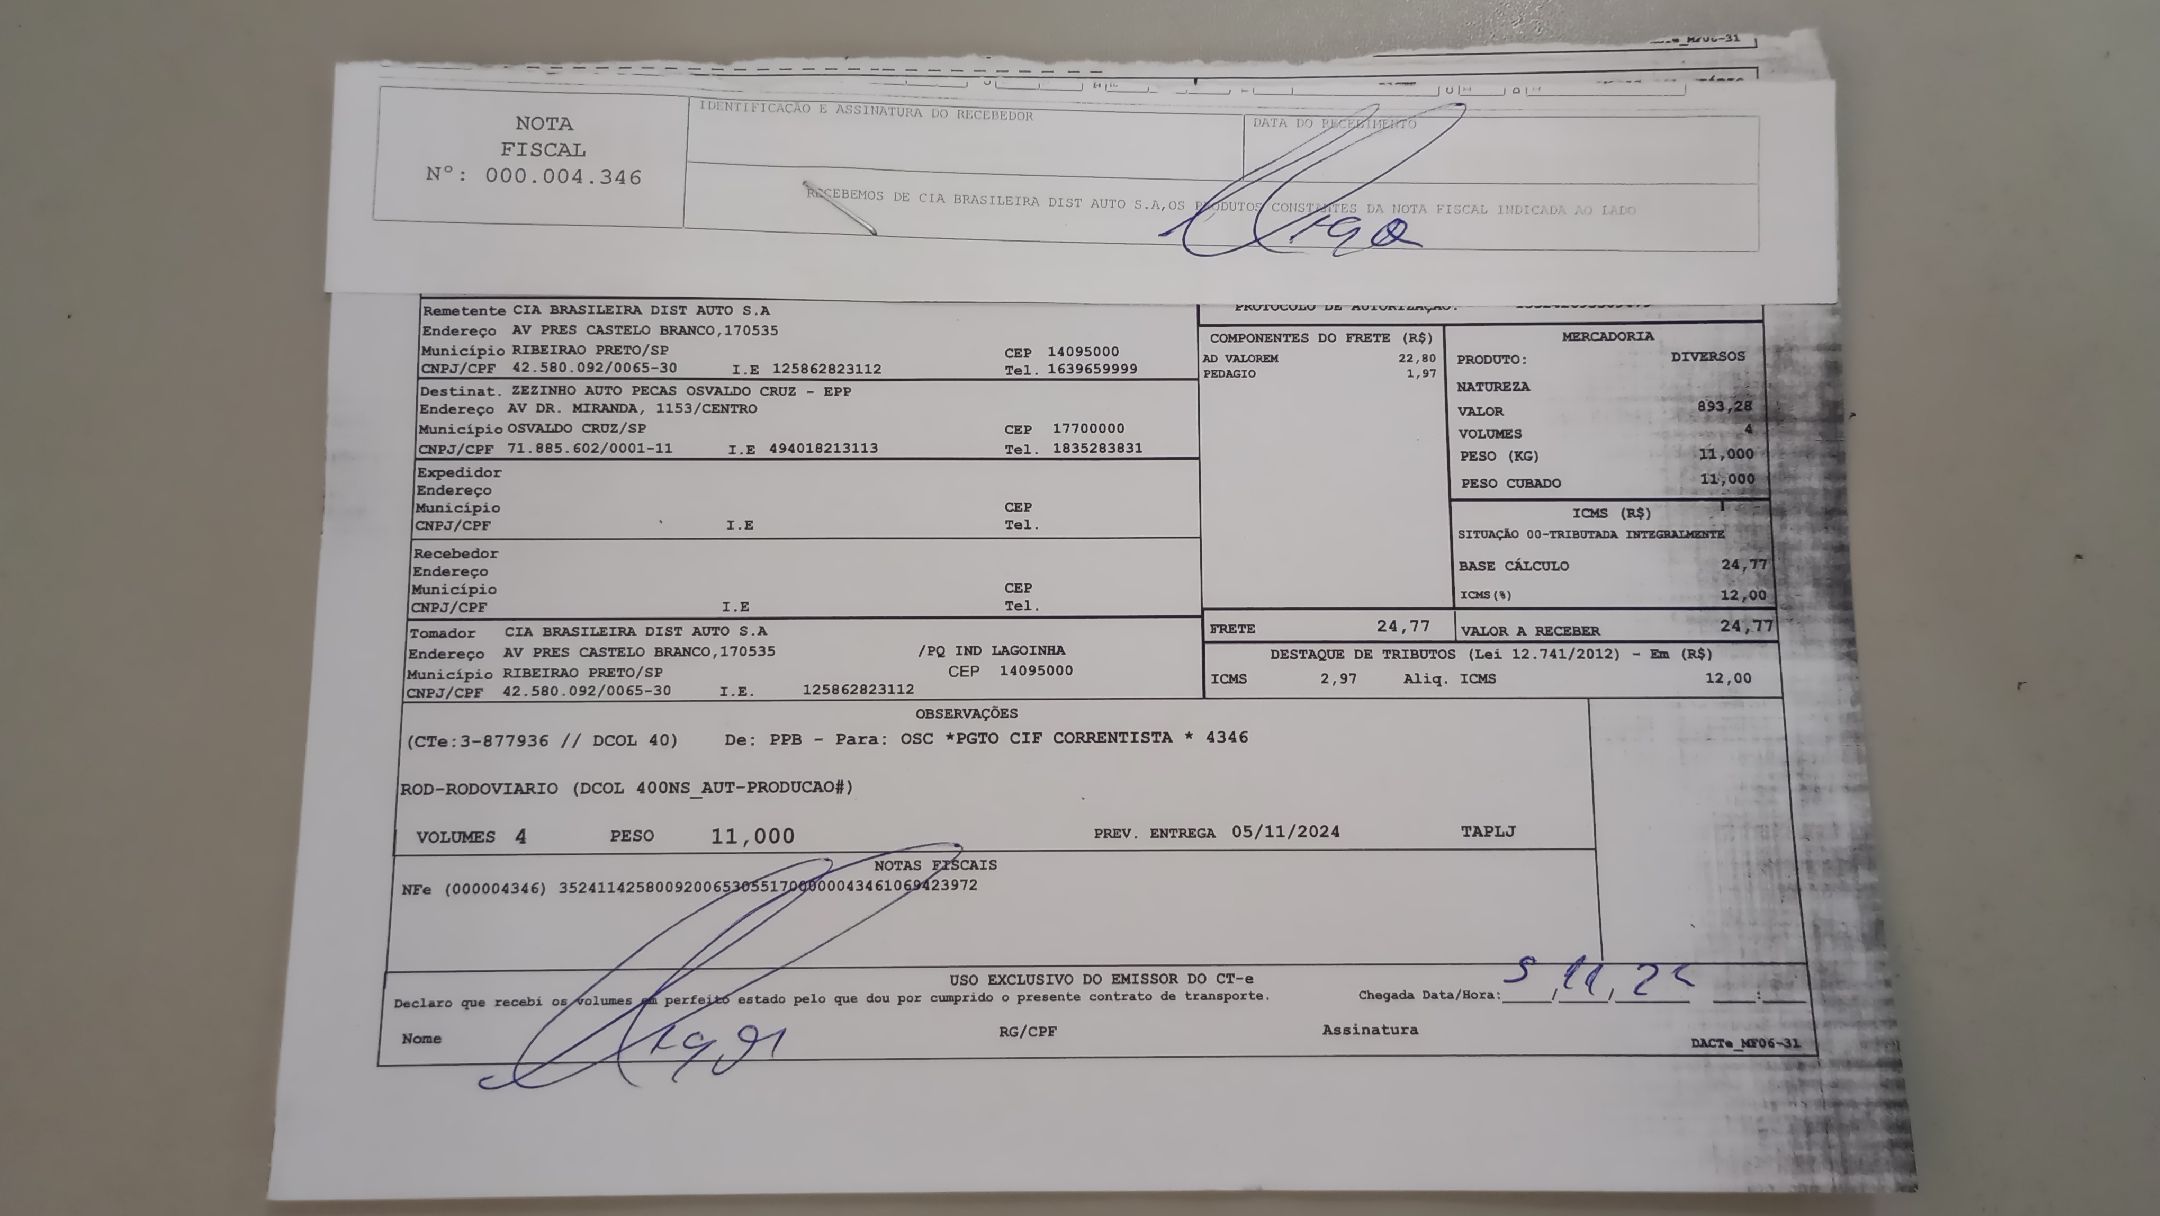 NOTA
FISCAL
Nº: 000.004.346
IDENTIFICAÇÃO E ASSINATURA DO RECEBEDOR
DATA DO RECEBIMENTO
RECEBEMOS DE CIA BRASILEIRA DIST AUTO S.A,OS PRODUTOS CONSTANTES DA NOTA FISCAL INDICADA AO LADO
Remetente CIA BRASILEIRA DIST AUTO S.A
Endereço AV PRES CASTELO BRANCO,170535
Município RIBEIRAO PRETO/SP CEP 14095000
CNPJ/CPF 42.580.092/0065-30 I.E 125862823112 Tel. 1639659999
Destinat. ZEZINHO AUTO PECAS OSVALDO CRUZ - EPP
Endereço AV DR. MIRANDA, 1153/CENTRO
Município OSVALDO CRUZ/SP CEP 17700000
CNPJ/CPF 71.885.602/0001-11 I.E 494018213113 Tel. 1835283831
Expedidor
Endereço
Município CEP
CNPJ/CPF I.E Tel.
Recebedor
Endereço
Município CEP
CNPJ/CPF I.E Tel.
Tomador CIA BRASILEIRA DIST AUTO S.A
Endereço AV PRES CASTELO BRANCO,170535 /PQ IND LAGOINHA
Município RIBEIRAO PRETO/SP CEP 14095000
CNPJ/CPF 42.580.092/0065-30 I.E. 125862823112
PROTOCOLO DE AUTORIZAÇÃO:
COMPONENTES DO FRETE (R$)
AD VALOREM 22,80
PEDAGIO 1,97
MERCADORIA
PRODUTO: DIVERSOS
NATUREZA
VALOR 893,28
VOLUMES 4
PESO (KG) 11,000
PESO CUBADO 11,000
ICMS (R$)
SITUAÇÃO 00-TRIBUTADA INTEGRALMENTE
BASE CÁLCULO 24,77
ICMS(%) 12,00
FRETE 24,77 VALOR A RECEBER 24,77
DESTAQUE DE TRIBUTOS (Lei 12.741/2012) - Em (R$)
ICMS 2,97 Aliq. ICMS 12,00
OBSERVAÇÕES
(CTe:3-877936 // DCOL 40) De: PPB - Para: OSC *PGTO CIF CORRENTISTA * 4346
ROD-RODOVIARIO (DCOL 400NS_AUT-PRODUCAO#)
VOLUMES 4 PESO 11,000 PREV. ENTREGA 05/11/2024 TAPLJ
NOTAS FISCAIS
NFe (000004346) 35241142580092006530551700000043461069423972
USO EXCLUSIVO DO EMISSOR DO CT-e
Declaro que recebi os volumes em perfeito estado pelo que dou por cumprido o presente contrato de transporte. Chegada Data/Hora: 5/11/
Nome RG/CPF Assinatura
DACTe_MF06-31